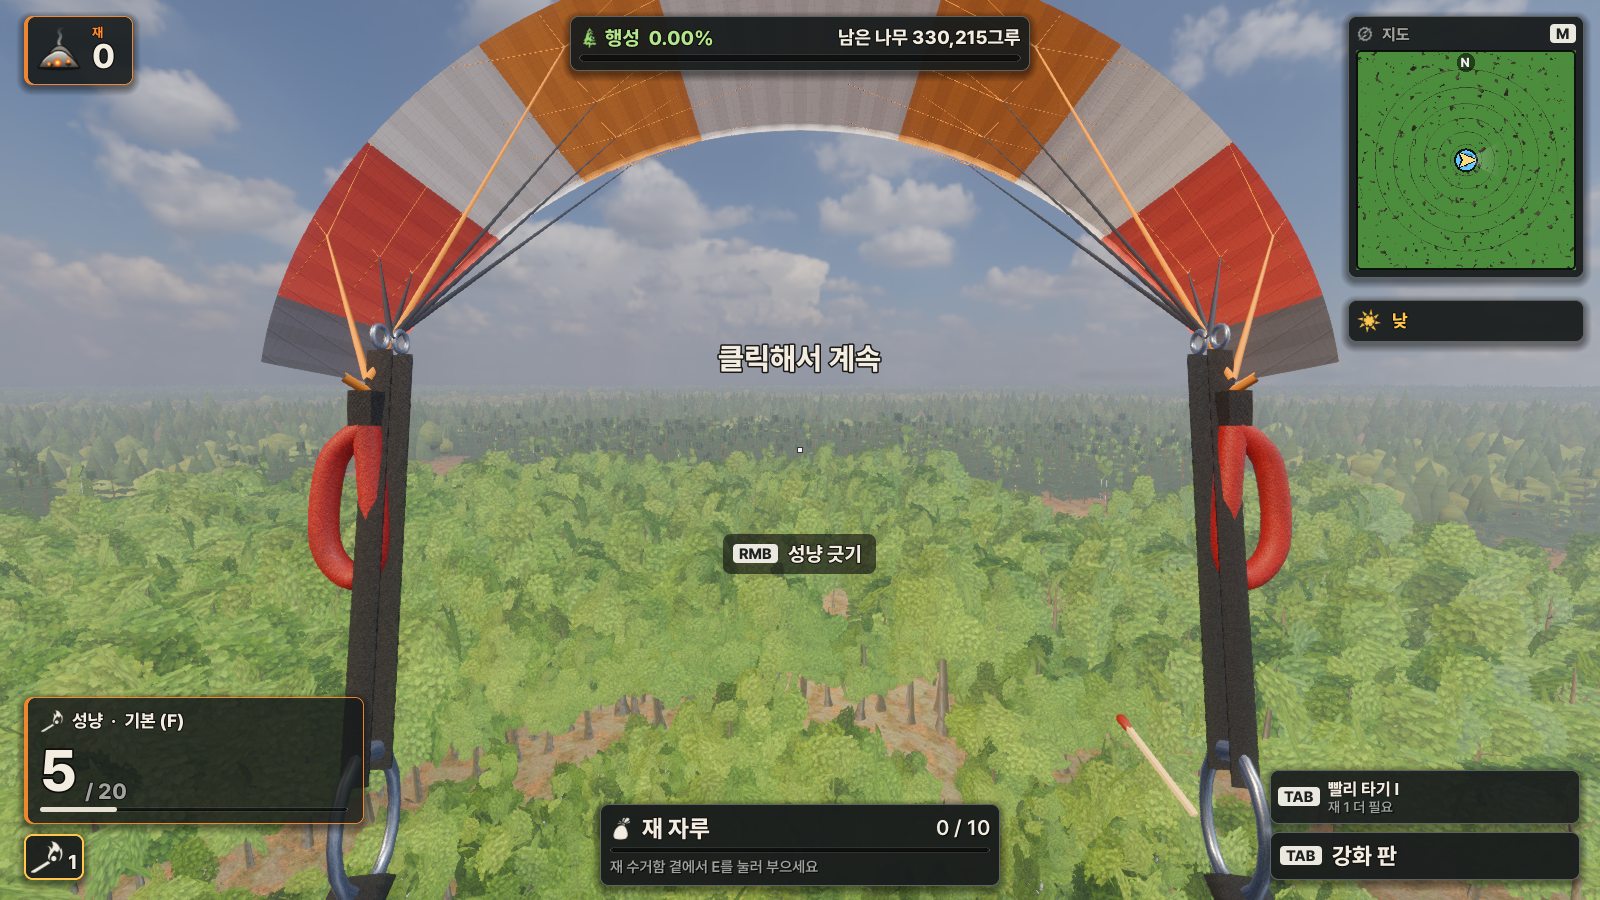 재
0
행성 0.00%
남은 나무 330,215그루
지도
M
N
낮
클릭해서 계속
RMB 성냥 긋기
성냥 · 기본 (F)
5 / 20
1
재 자루
0 / 10
재 수거함 곁에서 E를 눌러 부으세요
TAB 빨리 타기 I
재 1 더 필요
TAB 강화 판